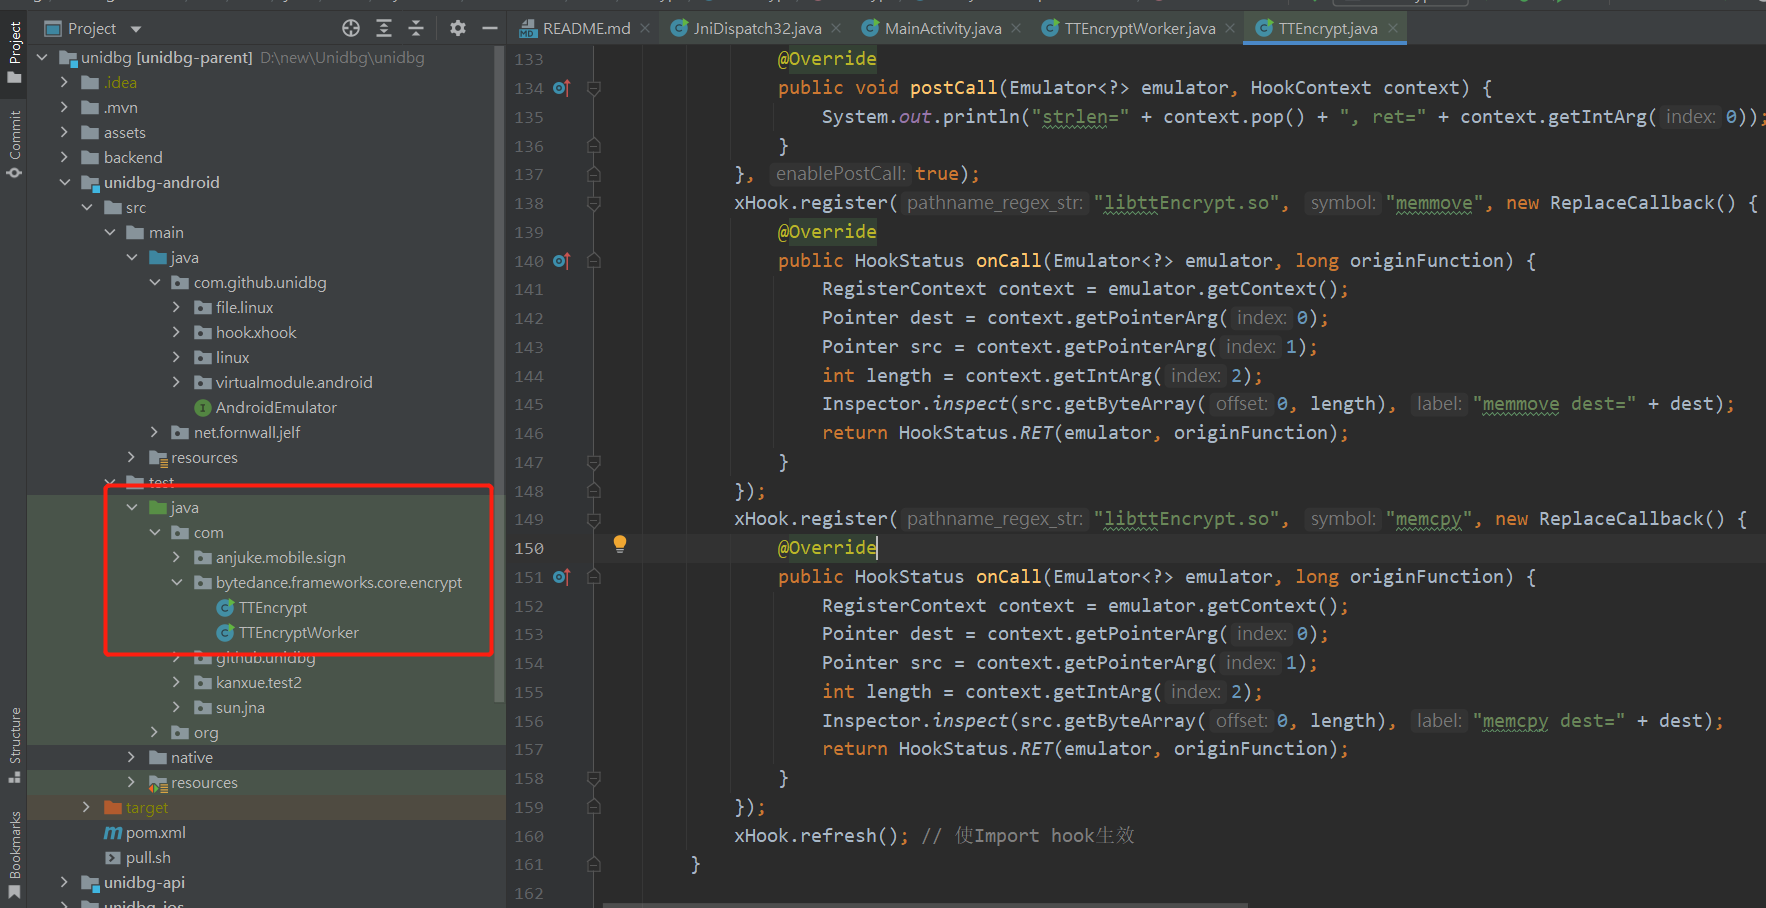 Project
Commit
Structure
Bookmarks
Project
unidbg [unidbg-parent] D:\new\Unidbg\unidbg
.idea
.mvn
assets
backend
unidbg-android
src
main
java
com.github.unidbg
file.linux
hook.xhook
linux
virtualmodule.android
AndroidEmulator
net.fornwall.jelf
resources
test
java
com
anjuke.mobile.sign
bytedance.frameworks.core.encrypt
TTEncrypt
TTEncryptWorker
github.unidbg
kanxue.test2
sun.jna
org
native
resources
target
pom.xml
pull.sh
unidbg-api
unidbg-ios
README.md JniDispatch32.java MainActivity.java TTEncryptWorker.java TTEncrypt.java
133 @Override
134 public void postCall(Emulator<?> emulator, HookContext context) {
135 System.out.println("strlen=" + context.pop() + ", ret=" + context.getIntArg( index: 0));
136 }
137 }, enablePostCall: true);
138 xHook.register( pathname_regex_str: "libttEncrypt.so", symbol: "memmove", new ReplaceCallback() {
139 @Override
140 public HookStatus onCall(Emulator<?> emulator, long originFunction) {
141 RegisterContext context = emulator.getContext();
142 Pointer dest = context.getPointerArg( index: 0);
143 Pointer src = context.getPointerArg( index: 1);
144 int length = context.getIntArg( index: 2);
145 Inspector.inspect(src.getByteArray( offset: 0, length), label: "memmove dest=" + dest);
146 return HookStatus.RET(emulator, originFunction);
147 }
148 });
149 xHook.register( pathname_regex_str: "libttEncrypt.so", symbol: "memcpy", new ReplaceCallback() {
150 @Override
151 public HookStatus onCall(Emulator<?> emulator, long originFunction) {
152 RegisterContext context = emulator.getContext();
153 Pointer dest = context.getPointerArg( index: 0);
154 Pointer src = context.getPointerArg( index: 1);
155 int length = context.getIntArg( index: 2);
156 Inspector.inspect(src.getByteArray( offset: 0, length), label: "memcpy dest=" + dest);
157 return HookStatus.RET(emulator, originFunction);
158 }
159 });
160 xHook.refresh(); // 使Import hook生效
161 }
162